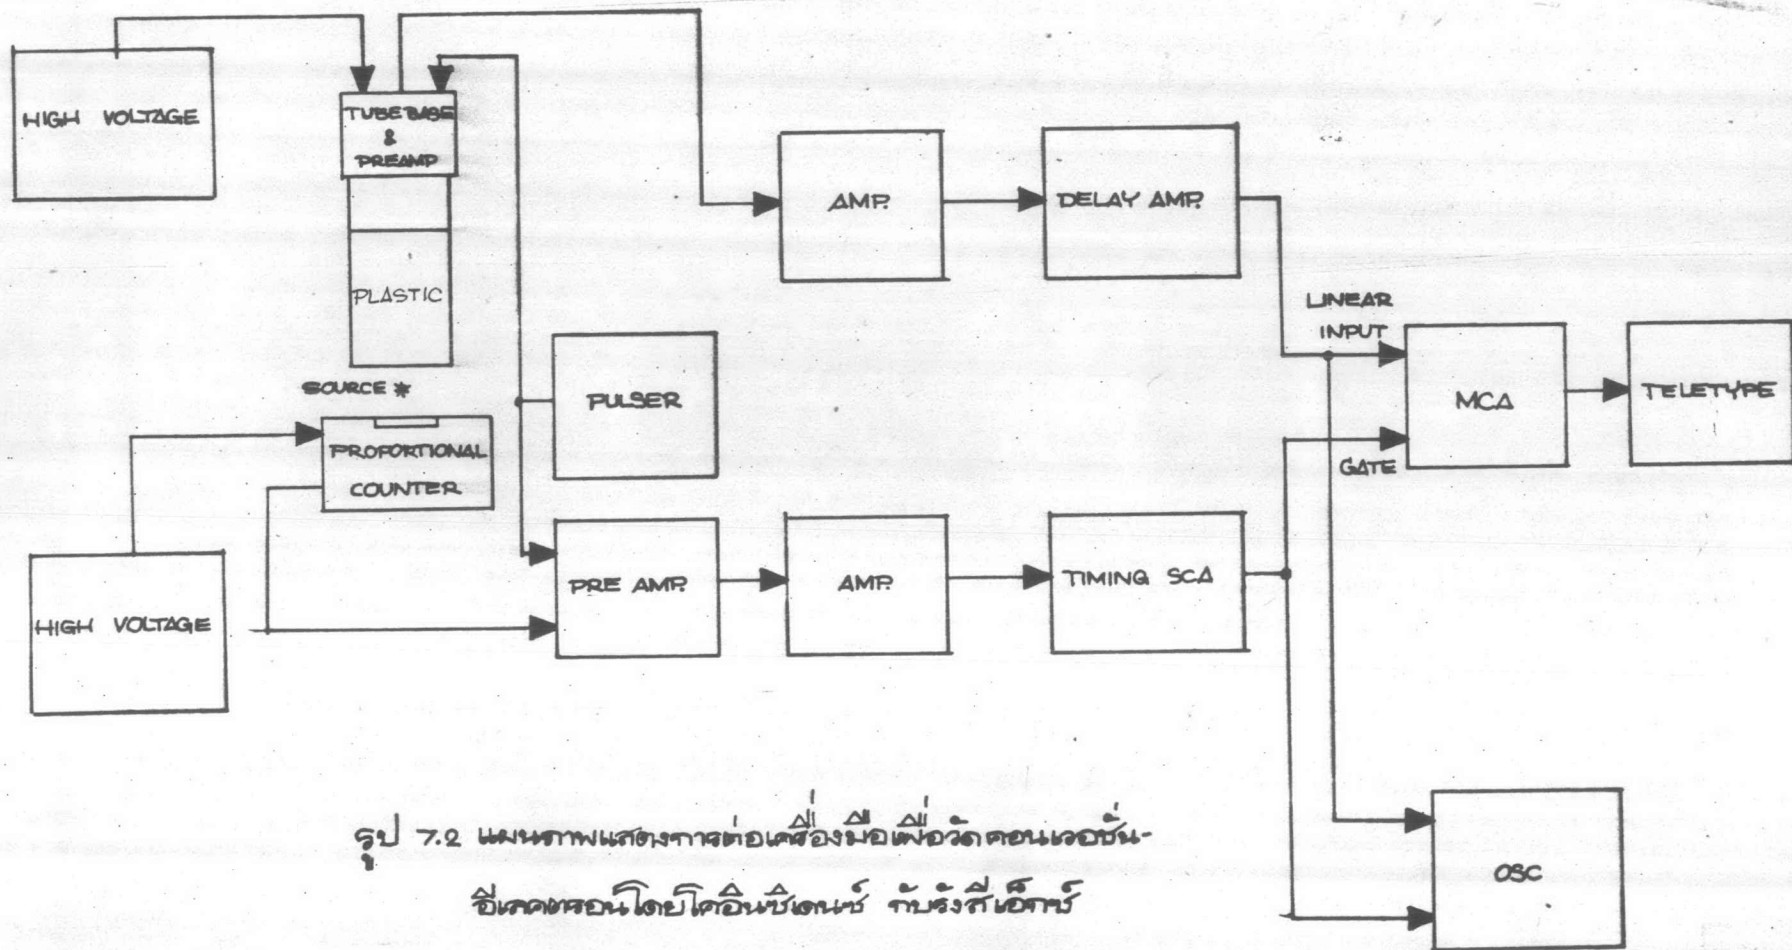 HIGH VOLTAGE
TUBE BASE
&
PREAMP
AMP.
DELAY AMP.
PLASTIC
LINEAR
INPUT
SOURCE *
PULSER
MCA
TELETYPE
PROPORTIONAL
COUNTER
GATE
HIGH VOLTAGE
PRE AMP.
AMP.
TIMING SCA
OSC
รูป 7.2 แผนภาพแสดงการต่อเครื่องมือเพื่อวัดคอนเวอชั่น-
อีเลคตรอนโดยโคอินซิเดนซ์ กับรังสีเอ็กซ์